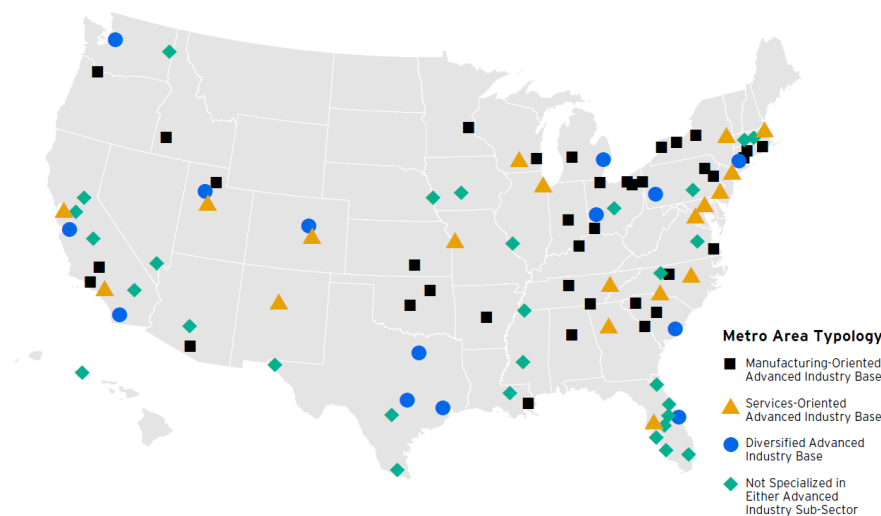 Metro Area Typology
Manufacturing-Oriented
Advanced Industry Base
Services-Oriented
Advanced Industry Base
Diversified Advanced
Industry Base
Not Specialized in
Either Advanced
Industry Sub-Sector